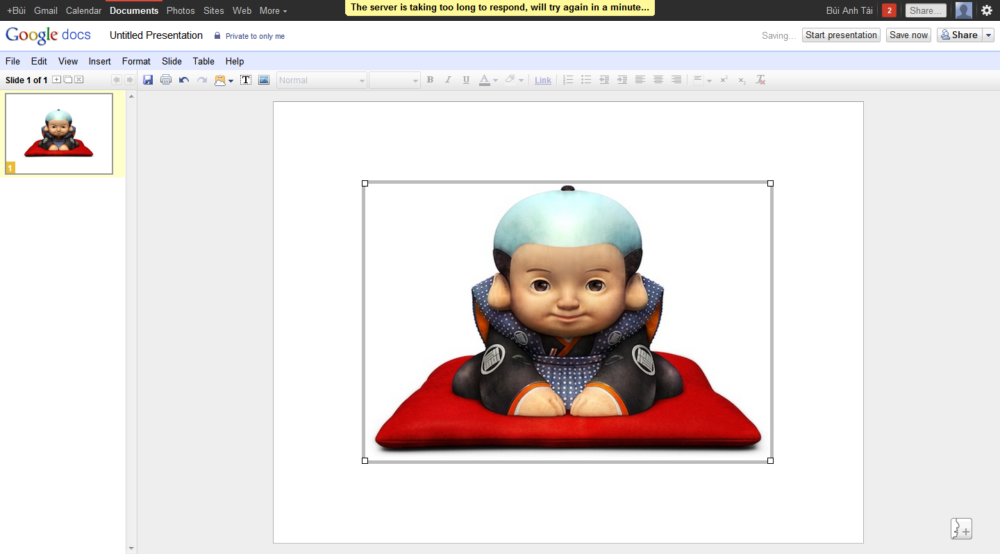 +Bùi Gmail Calendar Documents Photos Sites Web More
The server is taking too long to respond, will try again in a minute...
Bùi Anh Tài 2 Share...
Google docs Untitled Presentation Private to only me
Saving... Start presentation Save now Share
File Edit View Insert Format Slide Table Help
Slide 1 of 1
T Normal B I U A Link x² x₂ T
1